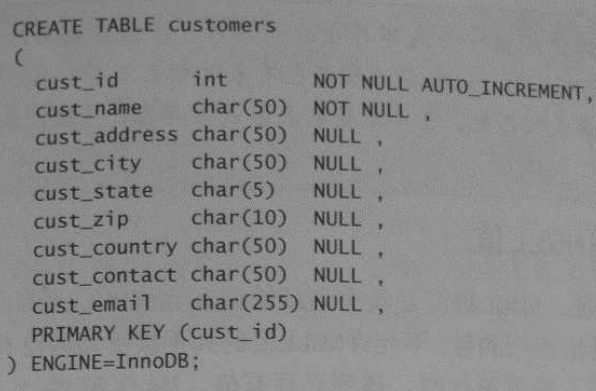 CREATE TABLE customers
(
  cust_id      int       NOT NULL AUTO_INCREMENT,
  cust_name    char(50)  NOT NULL ,
  cust_address char(50)  NULL ,
  cust_city    char(50)  NULL ,
  cust_state   char(5)   NULL ,
  cust_zip     char(10)  NULL ,
  cust_country char(50)  NULL ,
  cust_contact char(50)  NULL ,
  cust_email   char(255) NULL ,
  PRIMARY KEY (cust_id)
) ENGINE=InnoDB;